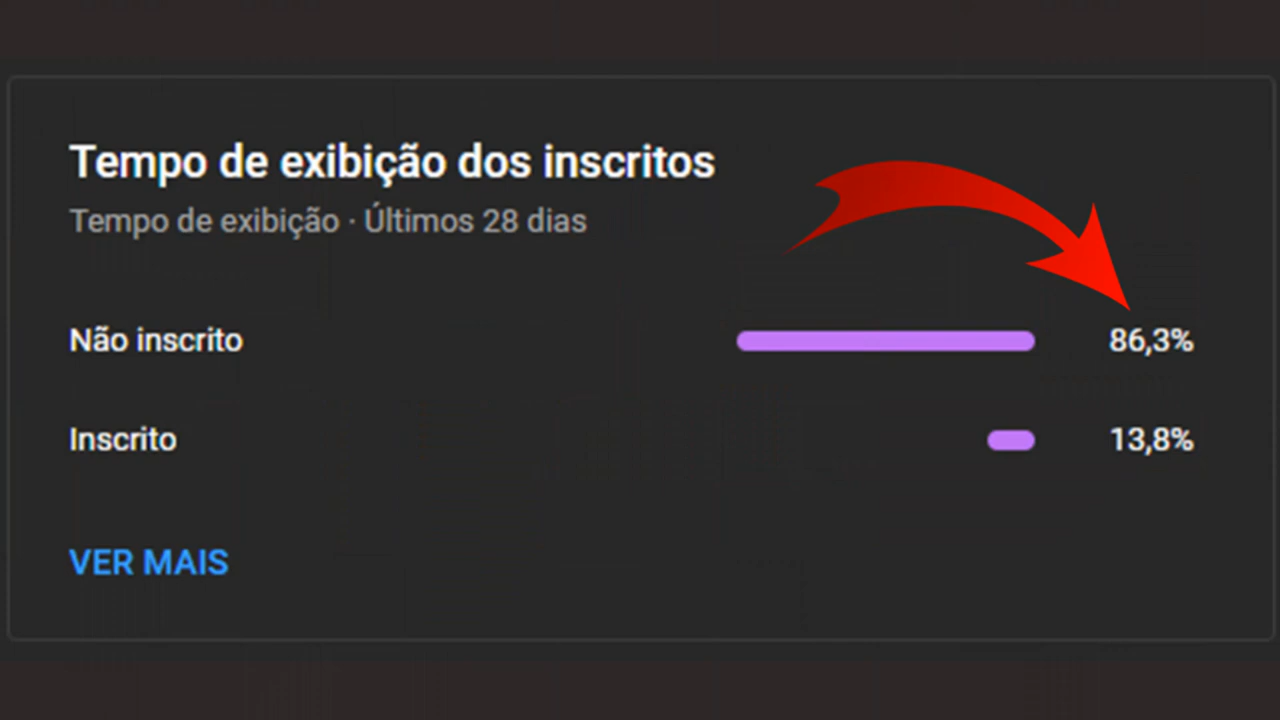 Tempo de exibição dos inscritos
Tempo de exibição · Últimos 28 dias
Não inscrito 86,3%
Inscrito 13,8%
VER MAIS